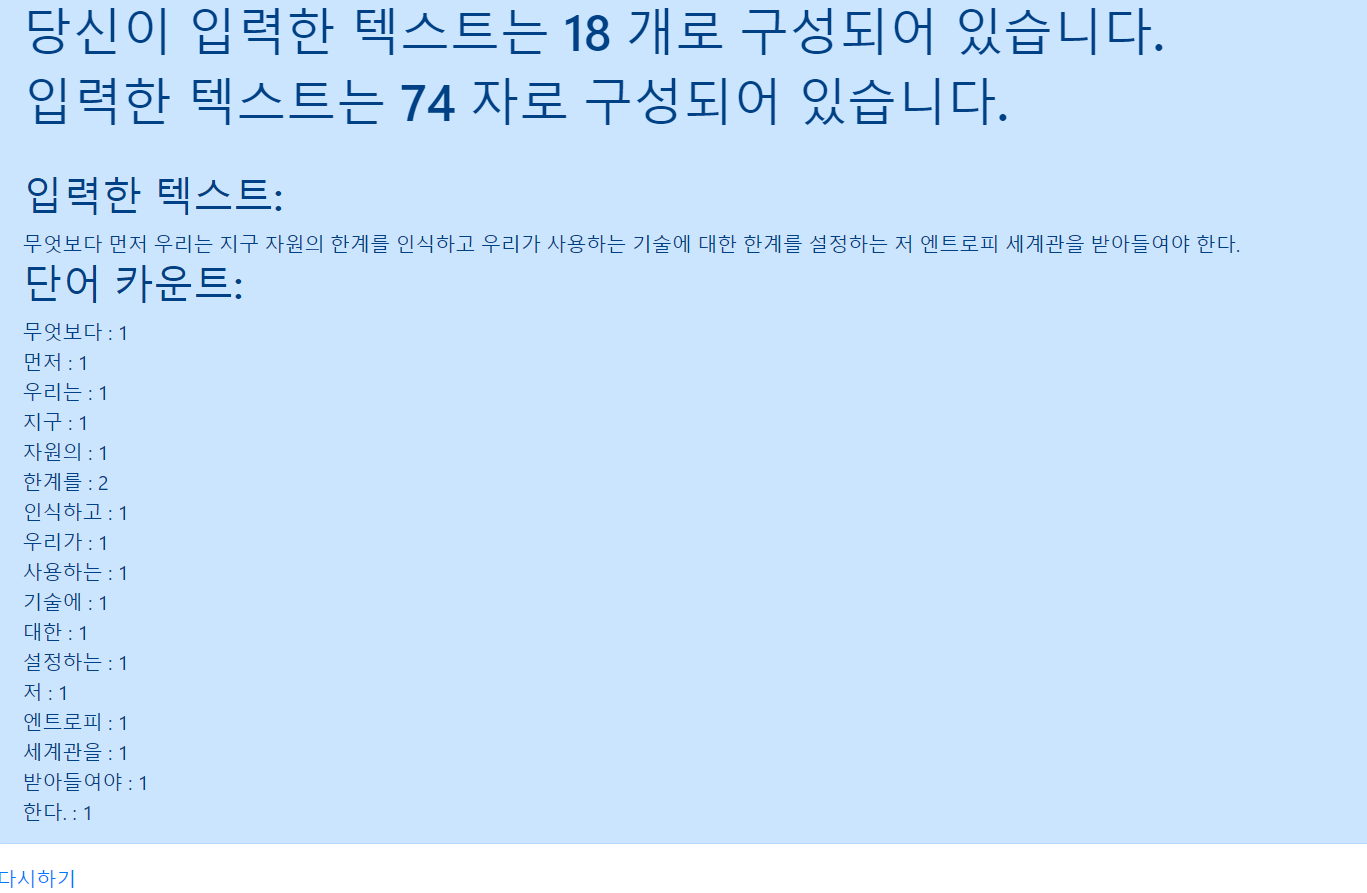 당신이 입력한 텍스트는 18 개로 구성되어 있습니다.
입력한 텍스트는 74 자로 구성되어 있습니다.
입력한 텍스트:
무엇보다 먼저 우리는 지구 자원의 한계를 인식하고 우리가 사용하는 기술에 대한 한계를 설정하는 저 엔트로피 세계관을 받아들여야 한다.
단어 카운트:
무엇보다 : 1
먼저 : 1
우리는 : 1
지구 : 1
자원의 : 1
한계를 : 2
인식하고 : 1
우리가 : 1
사용하는 : 1
기술에 : 1
대한 : 1
설정하는 : 1
저 : 1
엔트로피 : 1
세계관을 : 1
받아들여야 : 1
한다. : 1
다시하기